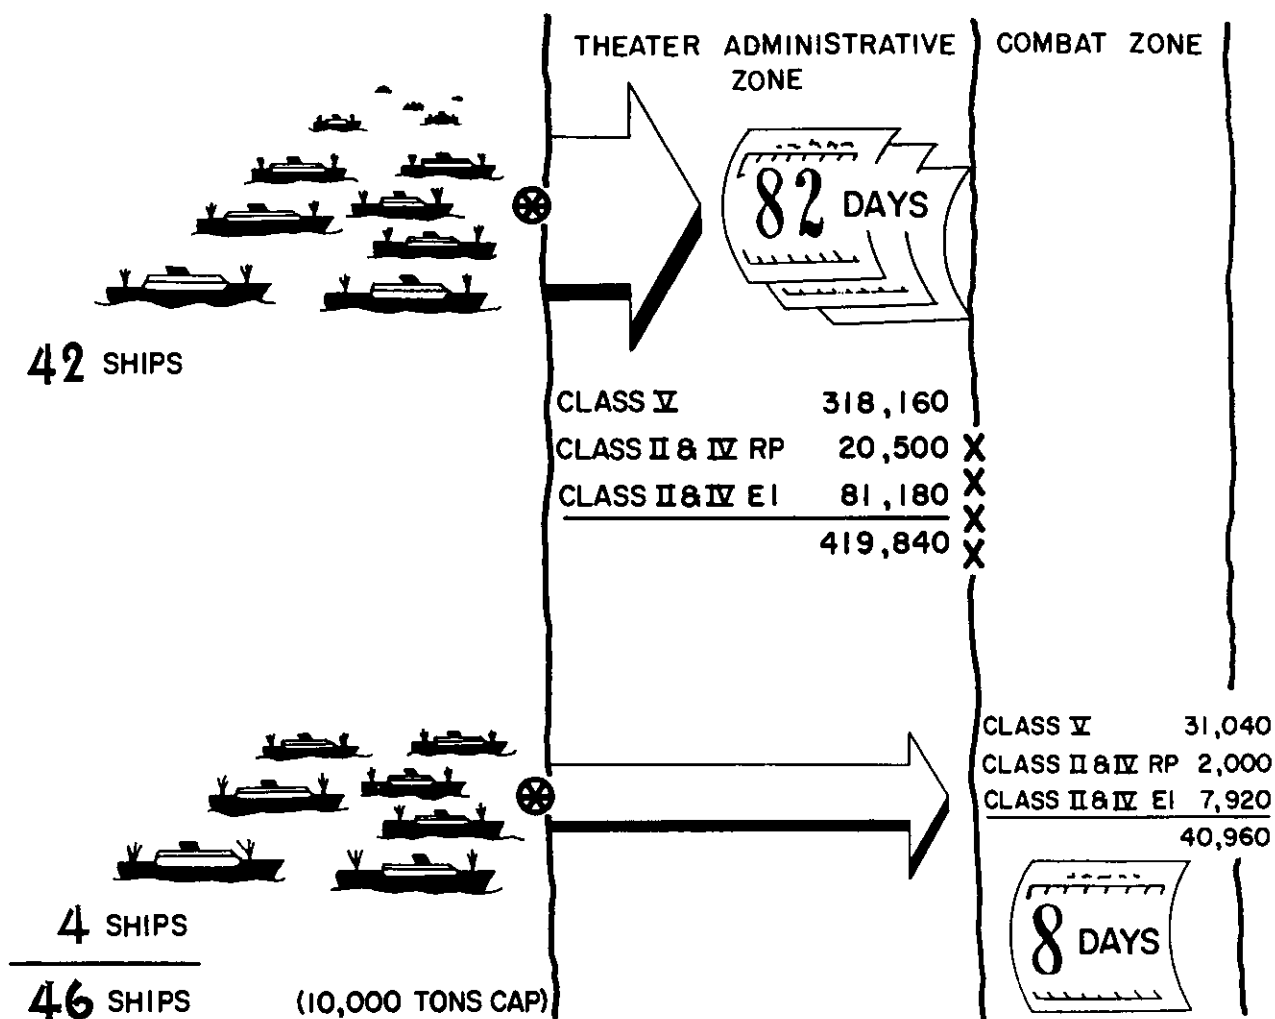 THEATER ADMINISTRATIVE
ZONE
COMBAT ZONE
82 DAYS
42 SHIPS
CLASS V 318,160
CLASS II & IV RP 20,500
CLASS II & IV EI 81,180
419,840
X
X
X
X
CLASS V 31,040
CLASS II & IV RP 2,000
CLASS II & IV EI 7,920
40,960
8 DAYS
4 SHIPS
46 SHIPS (10,000 TONS CAP)